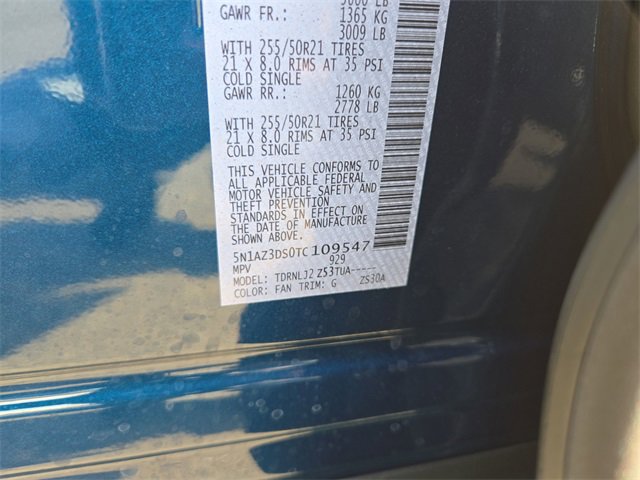 GAWR FR.: 1365 KG
3009 LB
WITH 255/50R21 TIRES
21 X 8.0 RIMS AT 35 PSI
COLD SINGLE
GAWR RR.: 1260 KG
2778 LB
WITH 255/50R21 TIRES
21 X 8.0 RIMS AT 35 PSI
COLD SINGLE
THIS VEHICLE CONFORMS TO
ALL APPLICABLE FEDERAL
MOTOR VEHICLE SAFETY AND
THEFT PREVENTION
STANDARDS IN EFFECT ON
THE DATE OF MANUFACTURE
SHOWN ABOVE.
5N1AZ3DS0TC109547
MPV 929
MODEL: TDRNLJ2 Z53TUA-----
COLOR: FAN TRIM: G ZS30A